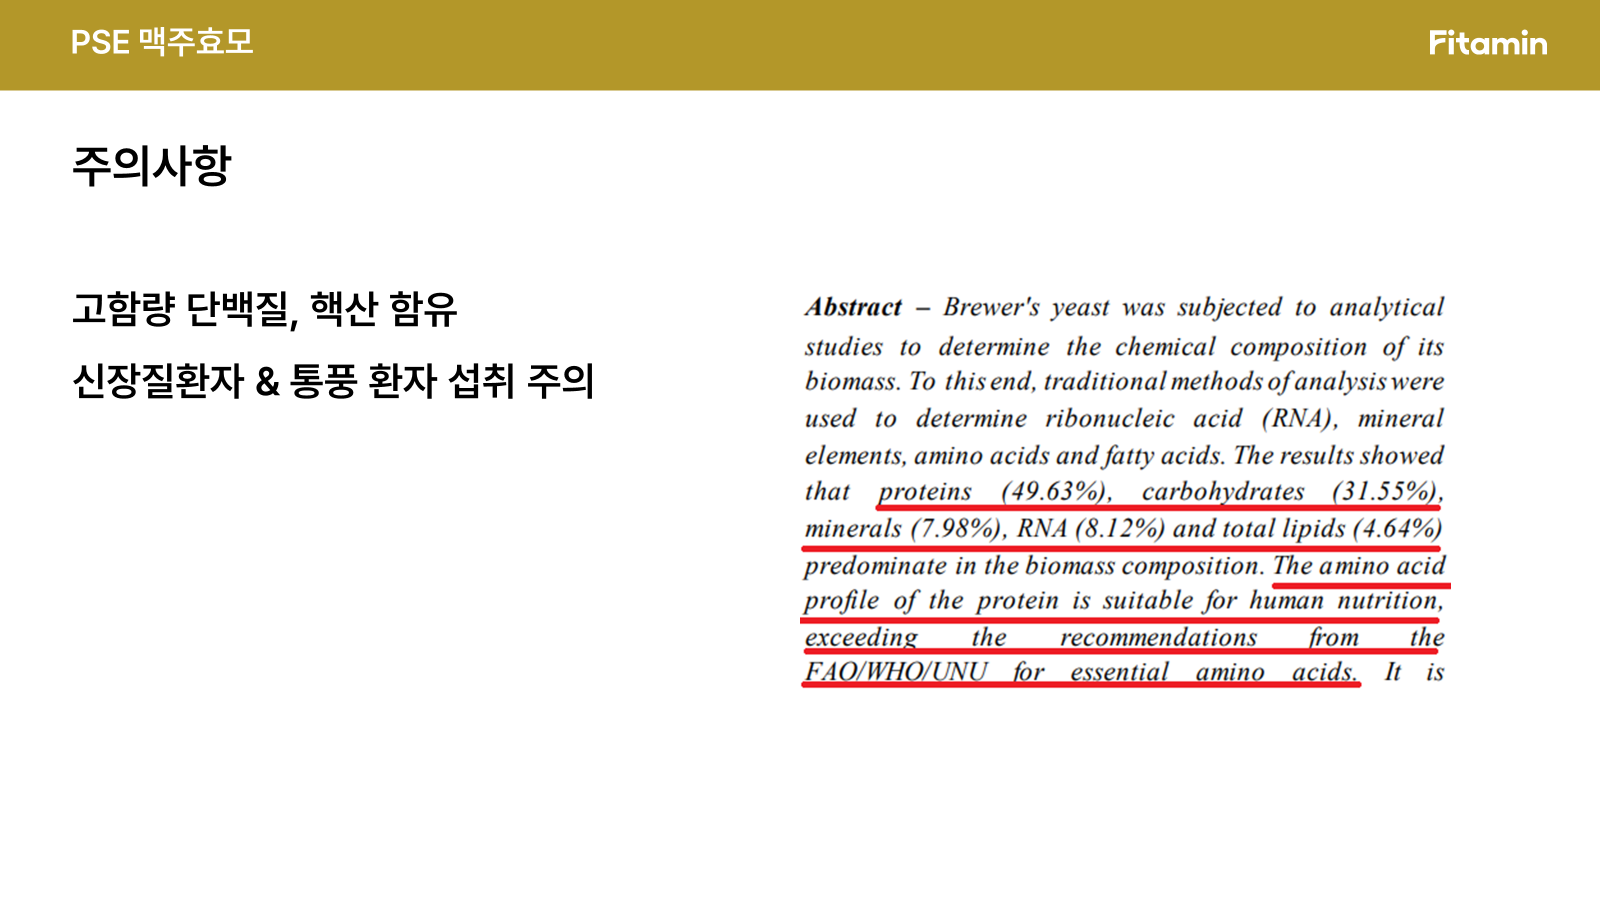 PSE 맥주효모
Fitamin
주의사항
고함량 단백질, 핵산 함유
신장질환자 & 통풍 환자 섭취 주의
Abstract – Brewer's yeast was subjected to analytical
studies to determine the chemical composition of its
biomass. To this end, traditional methods of analysis were
used to determine ribonucleic acid (RNA), mineral
elements, amino acids and fatty acids. The results showed
that proteins (49.63%), carbohydrates (31.55%),
minerals (7.98%), RNA (8.12%) and total lipids (4.64%)
predominate in the biomass composition. The amino acid
profile of the protein is suitable for human nutrition,
exceeding the recommendations from the
FAO/WHO/UNU for essential amino acids. It is